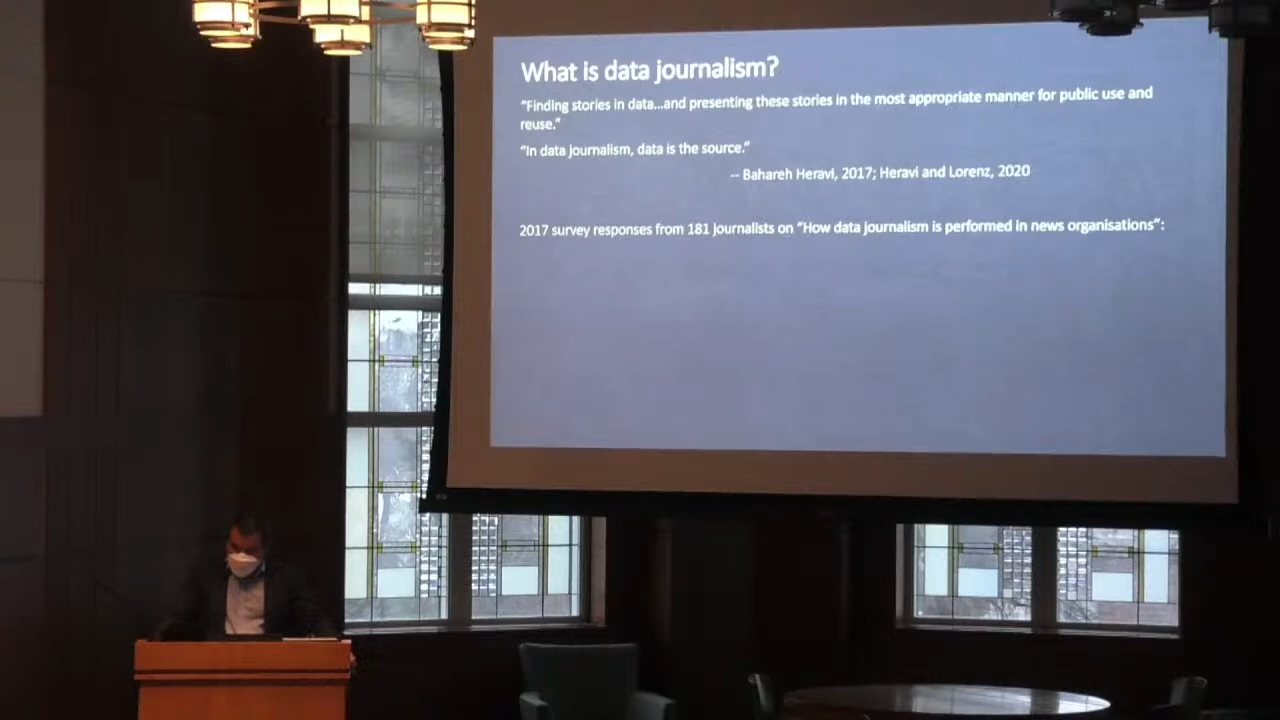 What is data journalism?
“Finding stories in data...and presenting these stories in the most appropriate manner for public use and
reuse.”
“In data journalism, data is the source.”
-- Bahareh Heravi, 2017; Heravi and Lorenz, 2020
2017 survey responses from 181 journalists on “How data journalism is performed in news organisations”: